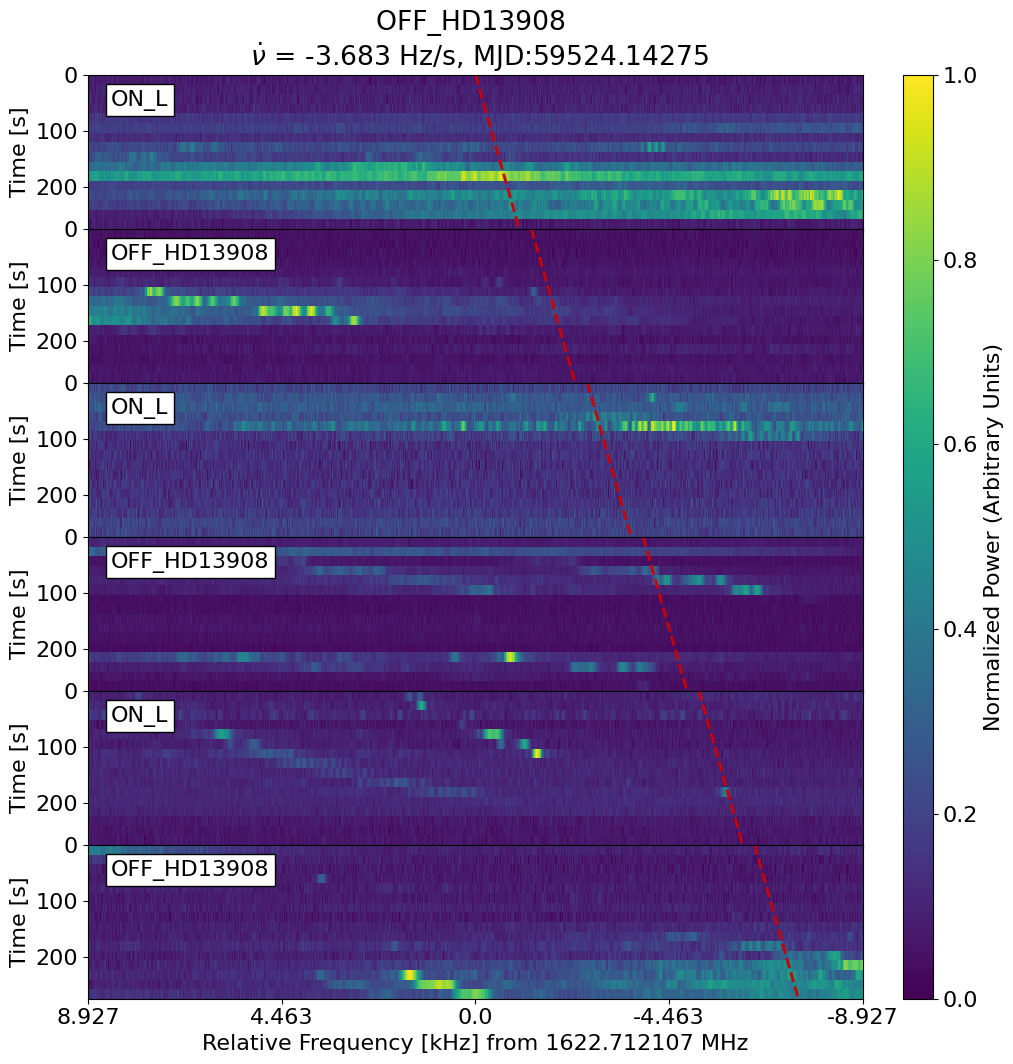 OFF_HD13908
ν̇ = -3.683 Hz/s, MJD:59524.14275
ON_L
OFF_HD13908
ON_L
OFF_HD13908
ON_L
OFF_HD13908
Time [s]
0
100
200
Time [s]
0
100
200
Time [s]
0
100
200
Time [s]
0
100
200
Time [s]
0
100
200
Time [s]
0
100
200
8.927
4.463
0.0
-4.463
-8.927
Relative Frequency [kHz] from 1622.712107 MHz
1.0
0.8
0.6
0.4
0.2
0.0
Normalized Power (Arbitrary Units)